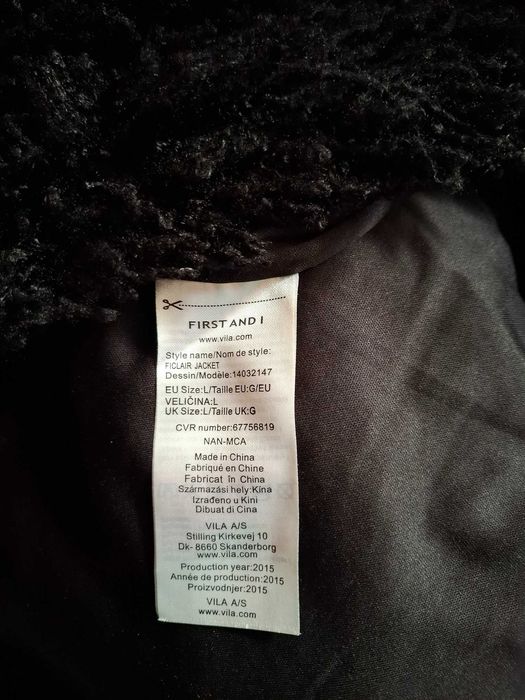 FIRST AND I
www.vila.com
Style name/Nom de style:
FICLAIR JACKET
Dessin/Modèle:14032147
EU Size:L/Taille EU:G/EU
VELIČINA:L
UK Size:L/Taille UK:G
CVR number:67756819
NAN-MCA
Made in China
Fabriqué en Chine
Fabricat în China
Származási hely:Kína
Izrađeno u Kini
Dibuat di Cina
VILA A/S
Stilling Kirkevej 10
Dk- 8660 Skanderborg
www.vila.com
Production year:2015
Année de production:2015
Proizvodnjer:2015
VILA A/S
www.vila.com